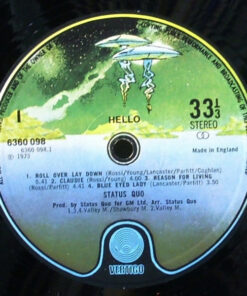 HELLO
I
33⅓
STEREO
6360 098
6360 098.1
℗ 1973
Made in England
1. ROLL OVER LAY DOWN (Rossi/Young/Lancaster/Parfitt/Coghlan)
5.41 2. CLAUDIE (Rossi/Young) 4.00 3. REASON FOR LIVING
(Rossi/Parfitt) 4.41 4. BLUE EYED LADY (Lancaster/Parfitt) 3.50
STATUS QUO
Prod. by Status Quo for GM Ltd. Arr. Status Quo
1.3.4.Valley M./Shawbury M. 2.Valley M.
VERTIGO